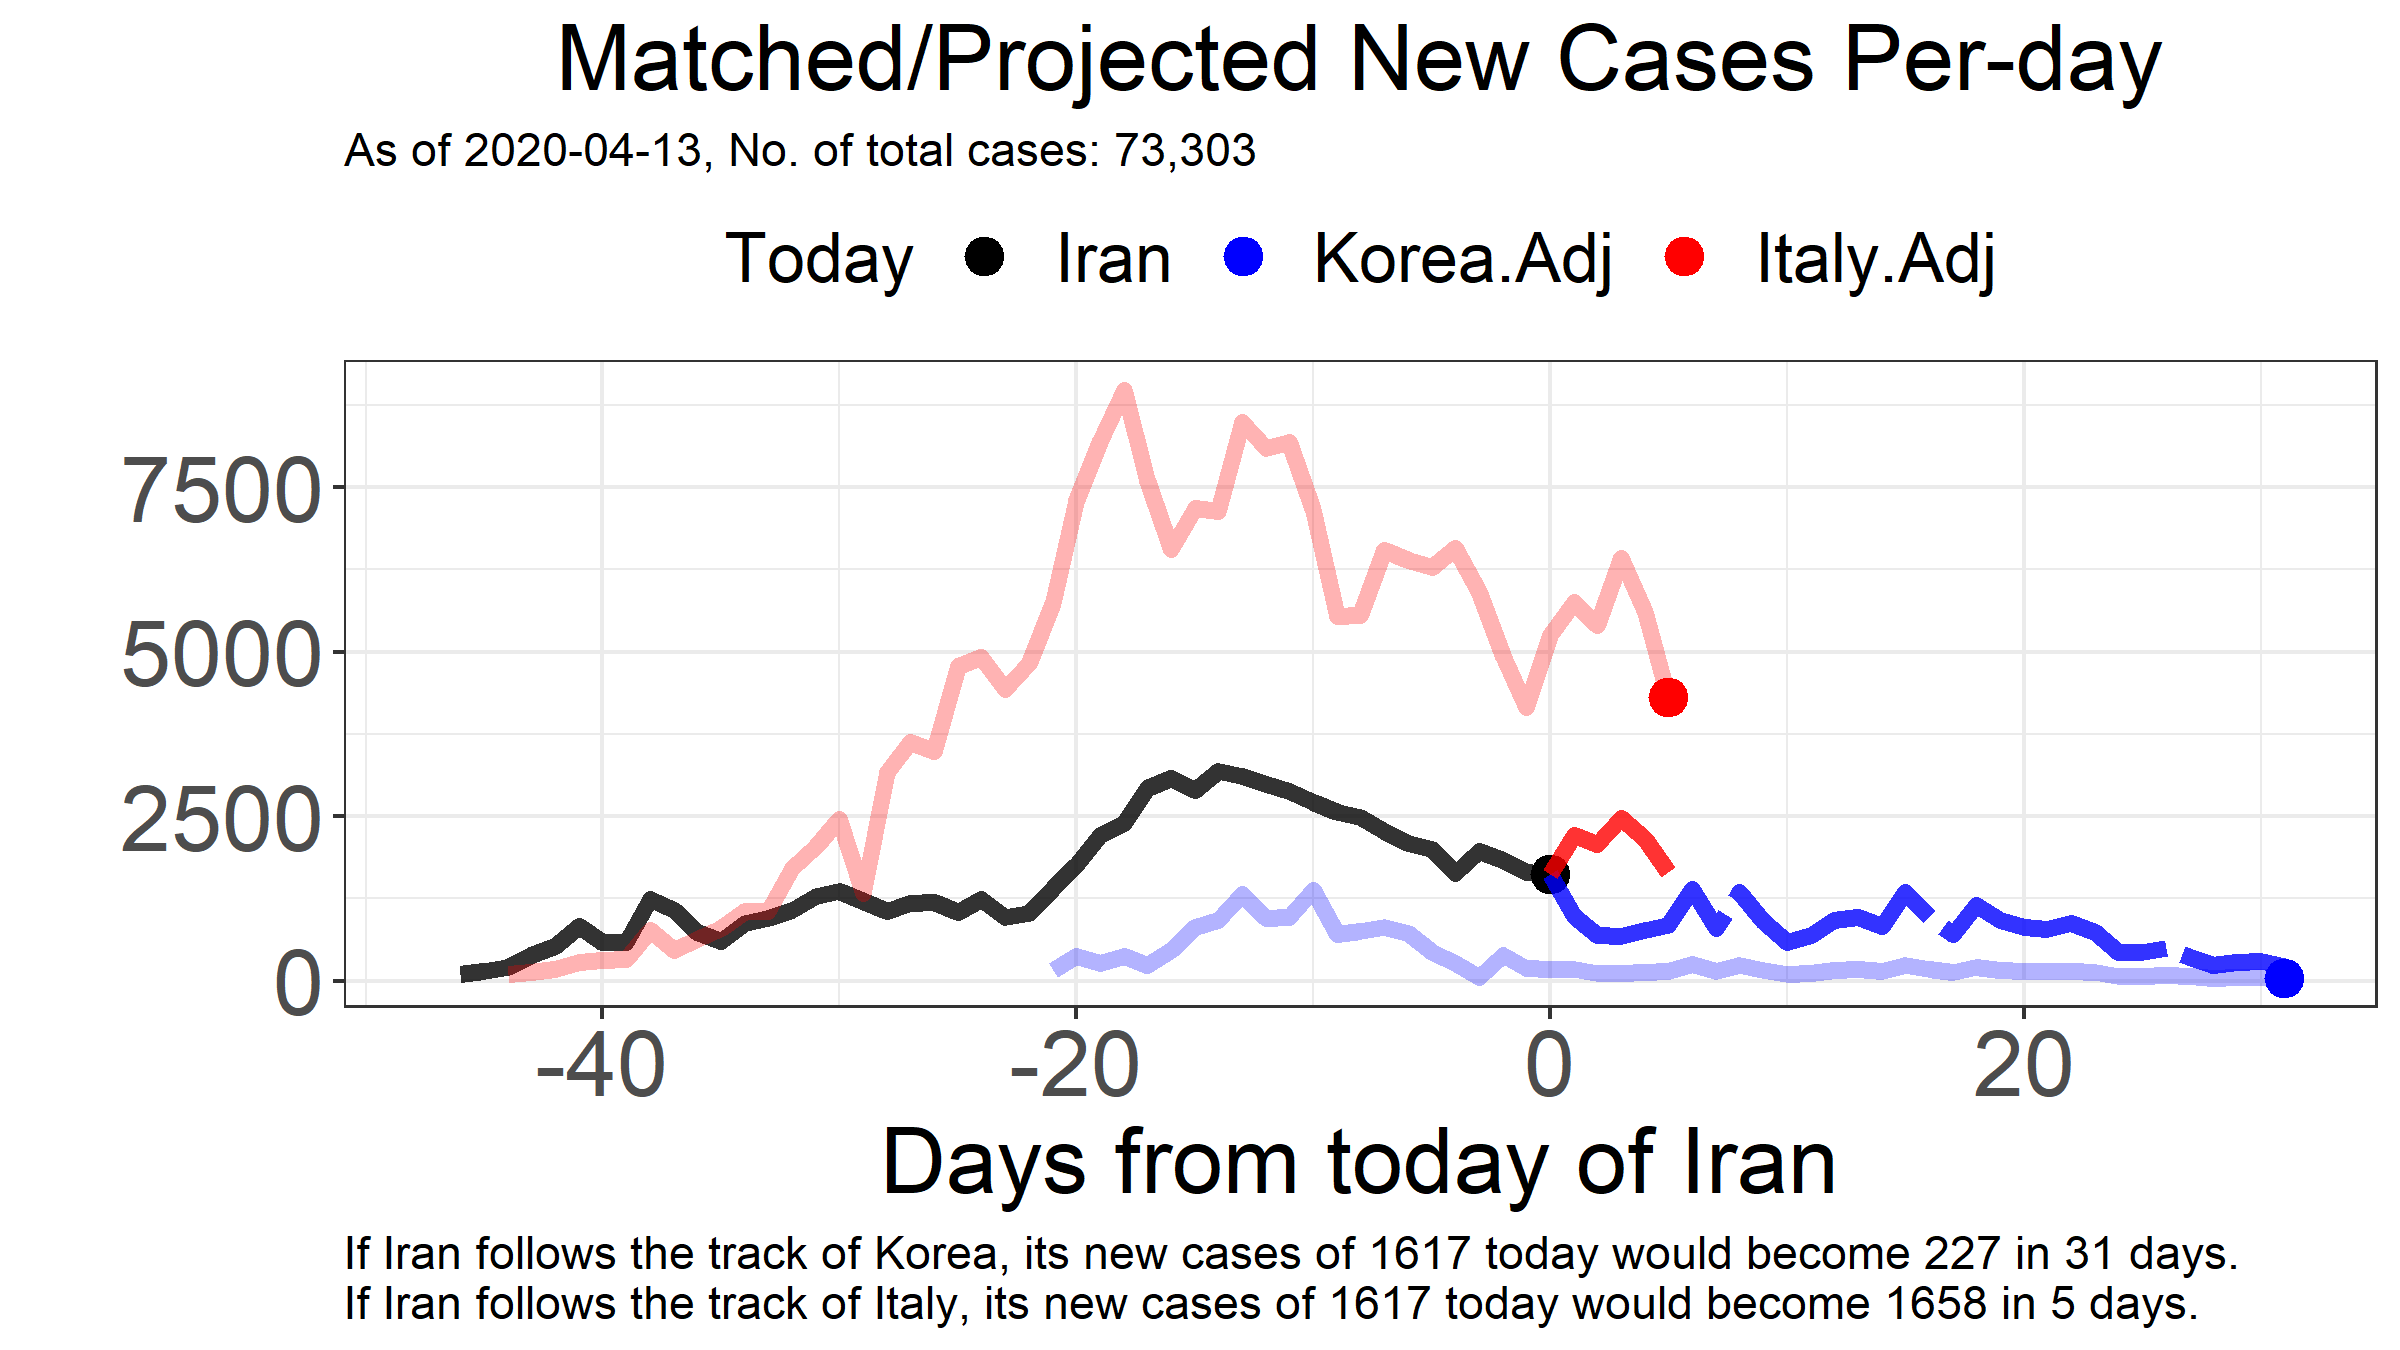 Matched/Projected New Cases Per-day
As of 2020-04-13, No. of total cases: 73,303
Today Iran Korea.Adj Italy.Adj
7500
5000
2500
0
-40 -20 0 20
Days from today of Iran
If Iran follows the track of Korea, its new cases of 1617 today would become 227 in 31 days.
If Iran follows the track of Italy, its new cases of 1617 today would become 1658 in 5 days.